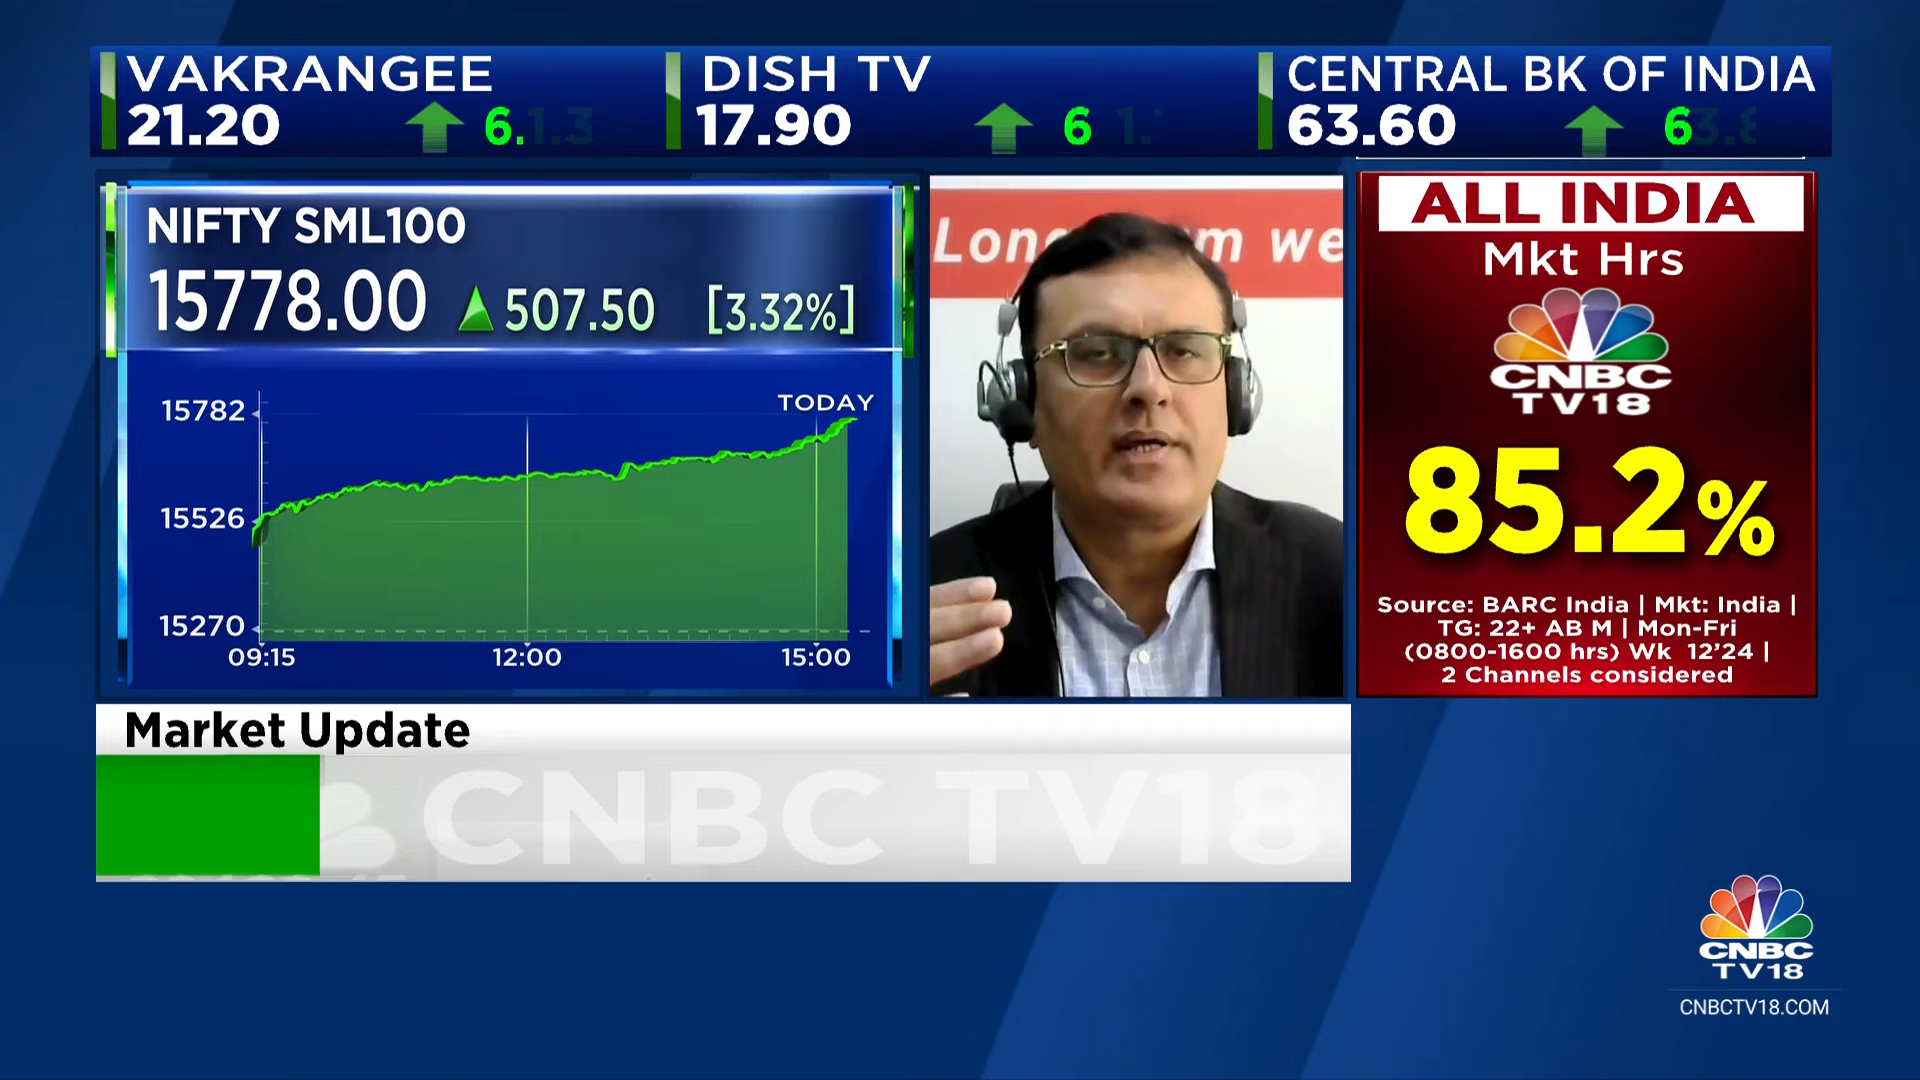 VAKRANGEE
21.20
DISH TV
17.90
CENTRAL BK OF INDIA
63.60
NIFTY SML100
15778.00 507.50 [3.32%]
TODAY
15782
15526
15270
09:15 12:00 15:00
we
ALL INDIA
Mkt Hrs
CNBC
TV18
85.2%
Source: BARC India | Mkt: India |
TG: 22+ AB M | Mon-Fri
(0800-1600 hrs) Wk 12'24 |
2 Channels considered
Market Update
CNBC TV18
CNBC
TV18
CNBCTV18.COM